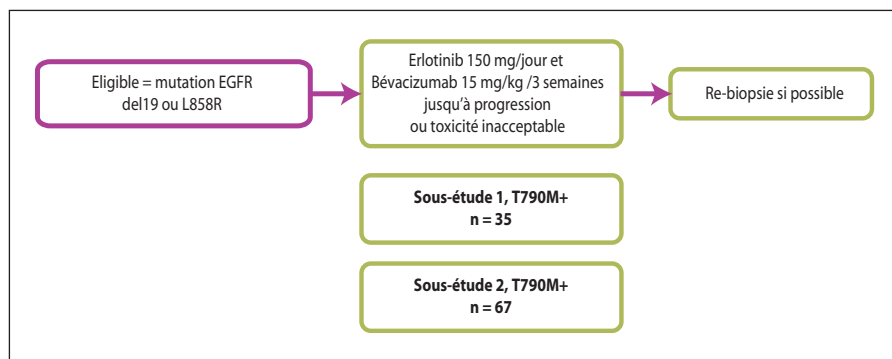 Eligible = mutation EGFR
del19 ou L858R
Erlotinib 150 mg/jour et
Bévacizumab 15 mg/kg /3 semaines
jusqu'à progression
ou toxicité inacceptable
Re-biopsie si possible
Sous-étude 1, T790M+
n = 35
Sous-étude 2, T790M+
n = 67